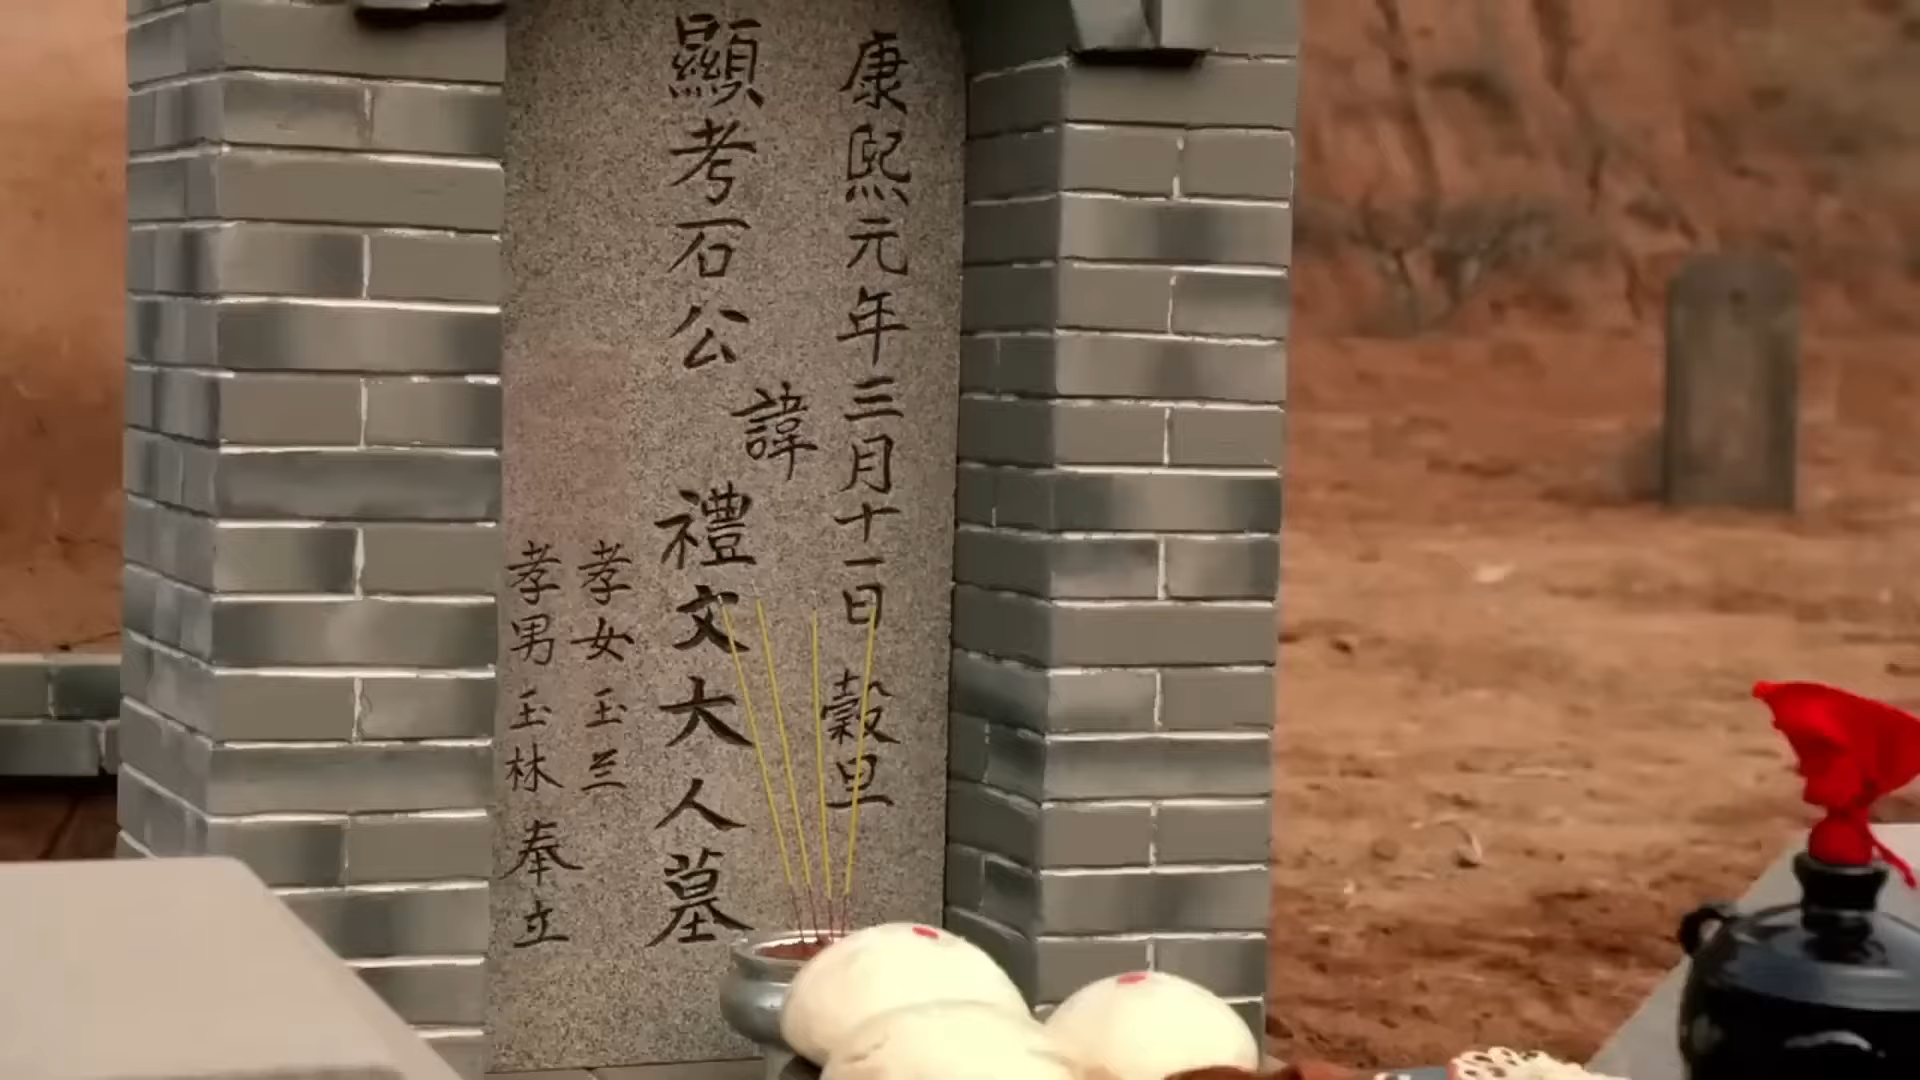 康熙元年三月十一日 穀旦
顯考石公諱禮文大人墓
孝女玉兰
孝男玉林 奉立